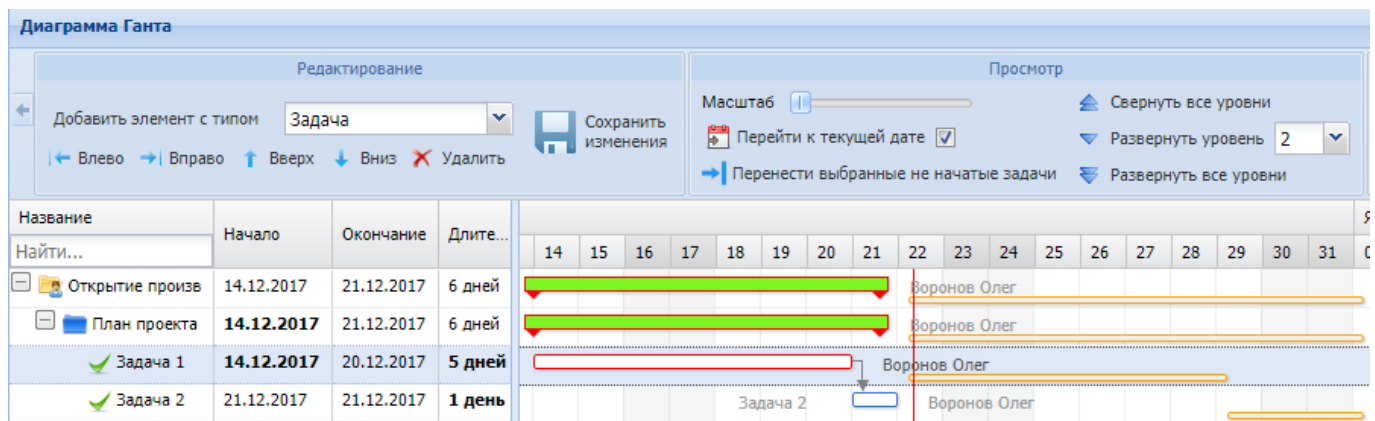 Диаграмма Ганта
Редактирование
Просмотр
Добавить элемент с типом Задача
Сохранить изменения
Влево Вправо Вверх Вниз Удалить
Масштаб
Перейти к текущей дате
Перенести выбранные не начатые задачи
Свернуть все уровни
Развернуть уровень 2
Развернуть все уровни
Название Начало Окончание Длите...
Найти...
14 15 16 17 18 19 20 21 22 23 24 25 26 27 28 29 30 31
Открытие произв 14.12.2017 21.12.2017 6 дней Воронов Олег
План проекта 14.12.2017 21.12.2017 6 дней Воронов Олег
Задача 1 14.12.2017 20.12.2017 5 дней Воронов Олег
Задача 2 21.12.2017 21.12.2017 1 день Задача 2 Воронов Олег